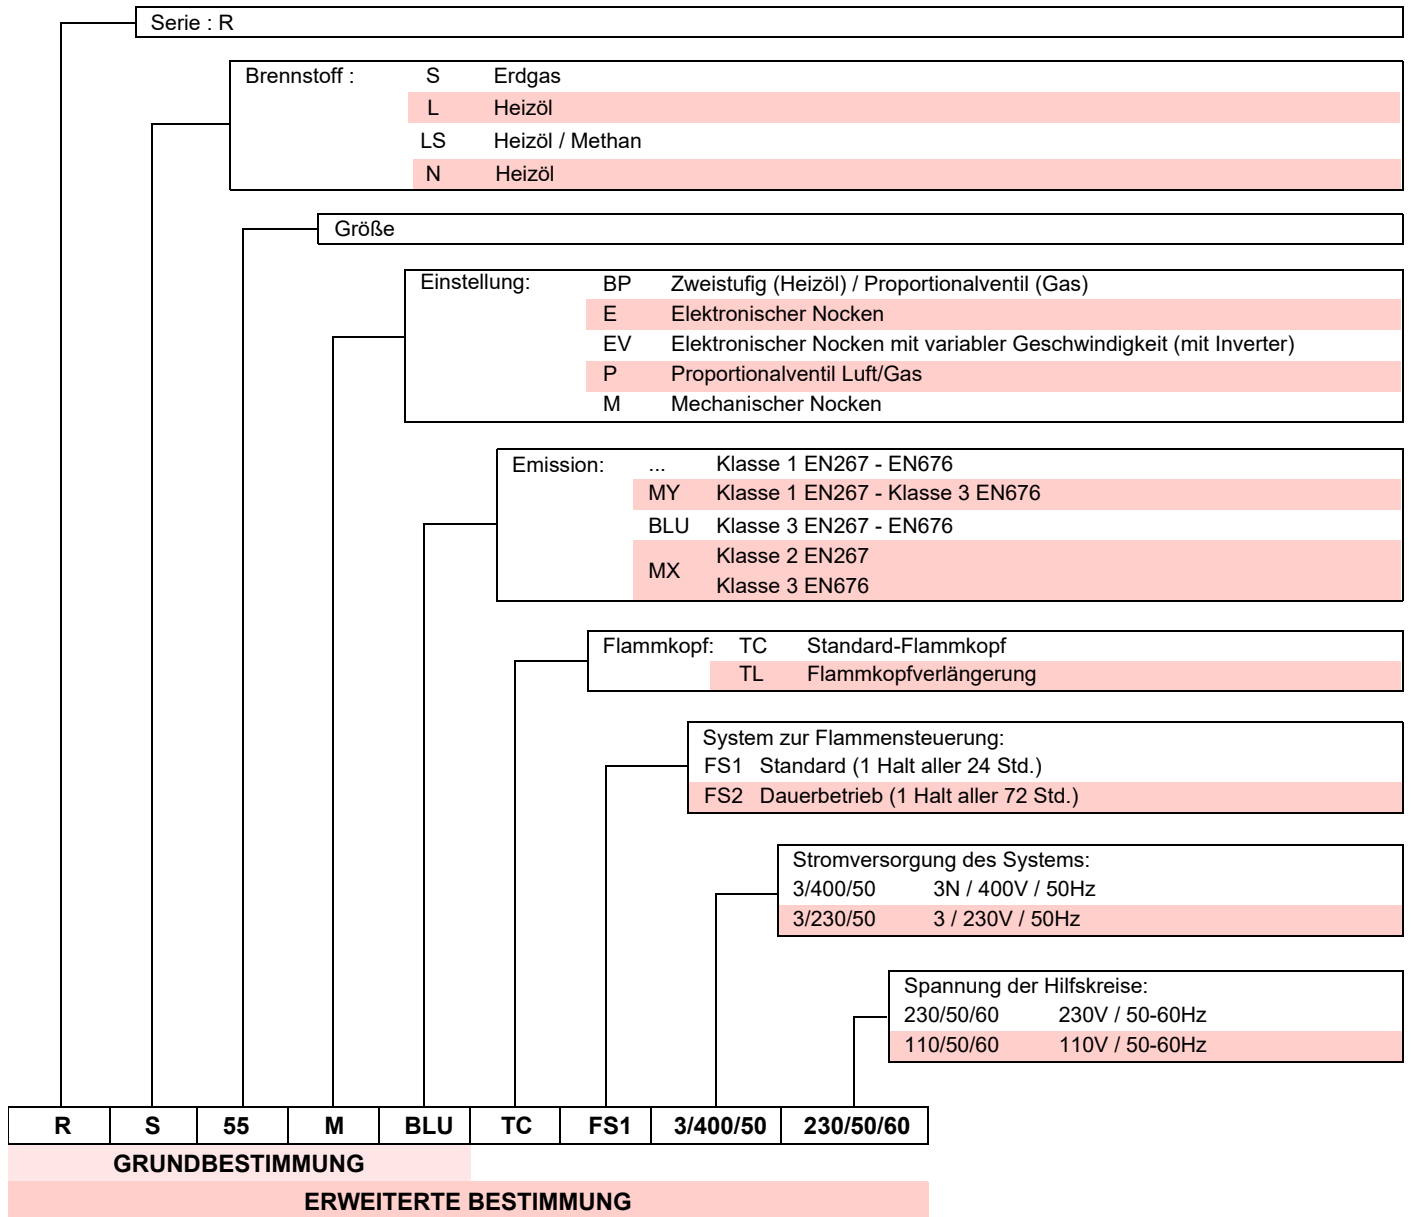 Serie : R
Brennstoff : S Erdgas
L Heizöl
LS Heizöl / Methan
N Heizöl
Größe
Einstellung: BP Zweistufig (Heizöl) / Proportionalventil (Gas)
E Elektronischer Nocken
EV Elektronischer Nocken mit variabler Geschwindigkeit (mit Inverter)
P Proportionalventil Luft/Gas
M Mechanischer Nocken
Emission: ... Klasse 1 EN267 - EN676
MY Klasse 1 EN267 - Klasse 3 EN676
BLU Klasse 3 EN267 - EN676
MX Klasse 2 EN267
Klasse 3 EN676
Flammkopf: TC Standard-Flammkopf
TL Flammkopfverlängerung
System zur Flammensteuerung:
FS1 Standard (1 Halt aller 24 Std.)
FS2 Dauerbetrieb (1 Halt aller 72 Std.)
Stromversorgung des Systems:
3/400/50 3N / 400V / 50Hz
3/230/50 3 / 230V / 50Hz
Spannung der Hilfskreise:
230/50/60 230V / 50-60Hz
110/50/60 110V / 50-60Hz
R S 55 M BLU TC FS1 3/400/50 230/50/60
GRUNDBESTIMMUNG
ERWEITERTE BESTIMMUNG